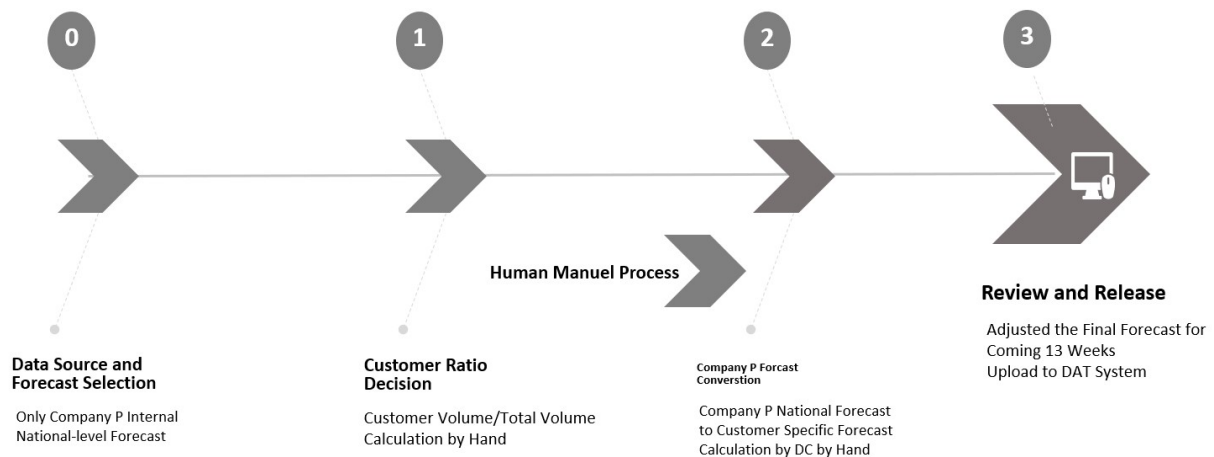 0
1
2
3
Human Manuel Process
Data Source and
Forecast Selection
Only Company P Internal
National-level Forecast
Customer Ratio
Decision
Customer Volume/Total Volume
Calculation by Hand
Company P Forcast
Converstion
Company P National Forecast
to Customer Specific Forecast
Calculation by DC by Hand
Review and Release
Adjusted the Final Forecast for
Coming 13 Weeks
Upload to DAT System